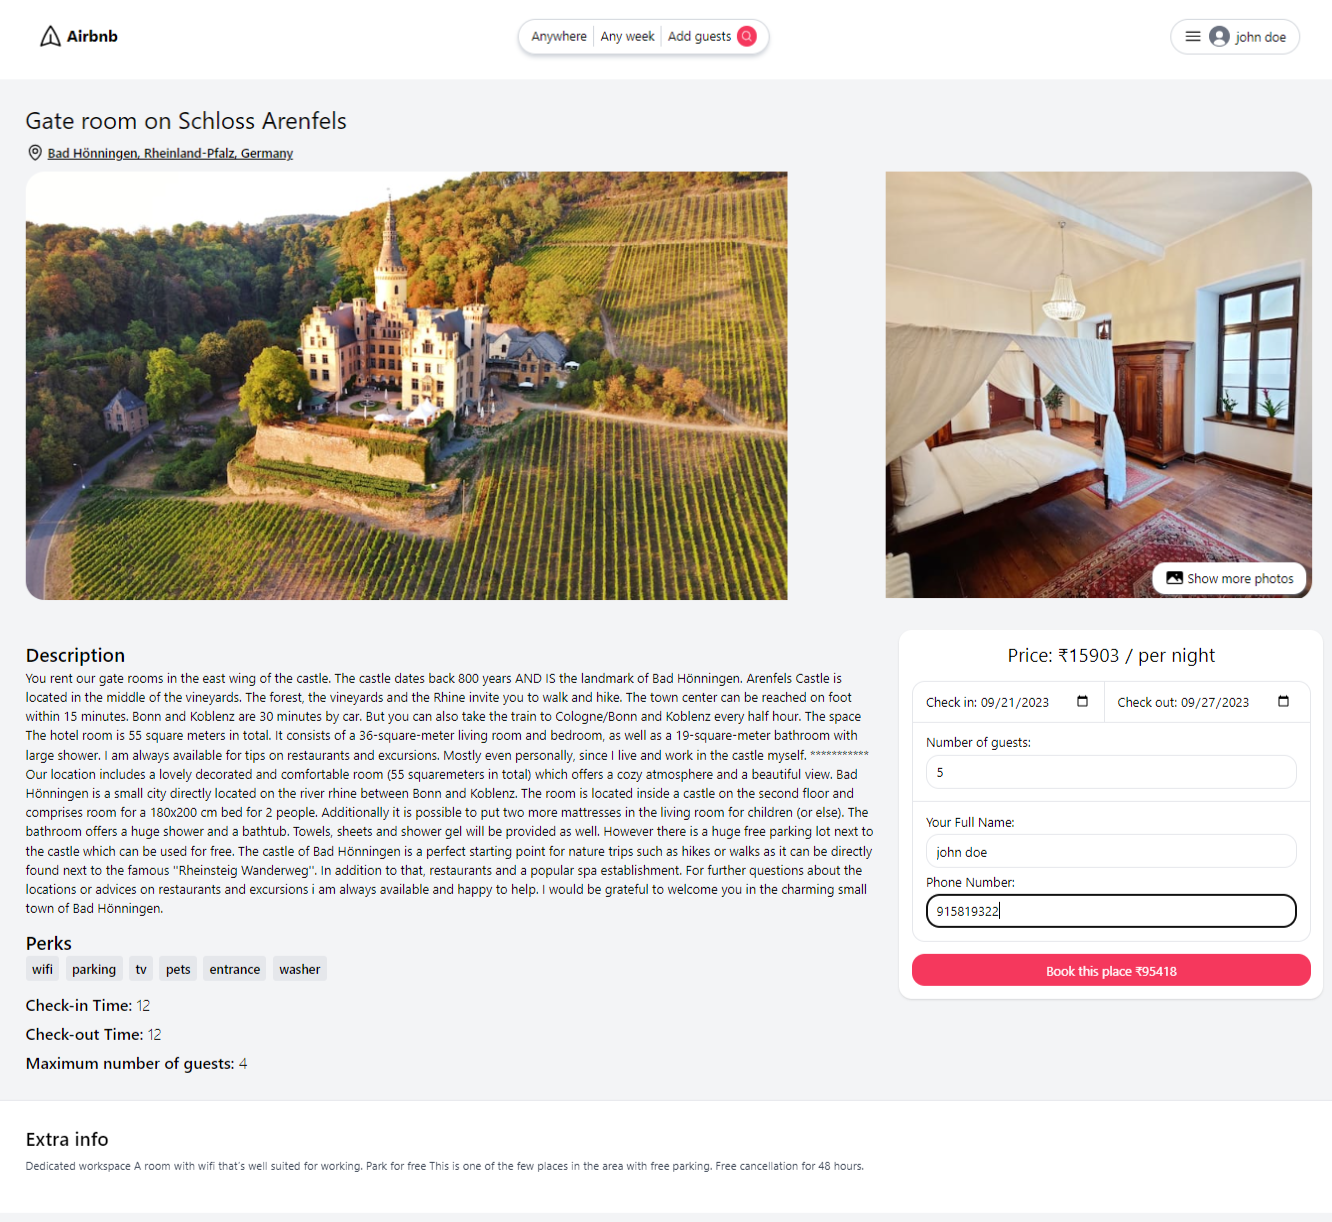 Airbnb
Anywhere Any week Add guests
john doe
Gate room on Schloss Arenfels
Bad Hönningen, Rheinland-Pfalz, Germany
Show more photos
Description
You rent our gate rooms in the east wing of the castle. The castle dates back 800 years AND IS the landmark of Bad Hönningen. Arenfels Castle is
located in the middle of the vineyards. The forest, the vineyards and the Rhine invite you to walk and hike. The town center can be reached on foot
within 15 minutes. Bonn and Koblenz are 30 minutes by car. But you can also take the train to Cologne/Bonn and Koblenz every half hour. The space
The hotel room is 55 square meters in total. It consists of a 36-square-meter living room and bedroom, as well as a 19-square-meter bathroom with
large shower. I am always available for tips on restaurants and excursions. Mostly even personally, since I live and work in the castle myself. ***********
Our location includes a lovely decorated and comfortable room (55 squaremeters in total) which offers a cozy atmosphere and a beautiful view. Bad
Hönningen is a small city directly located on the river rhine between Bonn and Koblenz. The room is located inside a castle on the second floor and
comprises room for a 180x200 cm bed for 2 people. Additionally it is possible to put two more mattresses in the living room for children (or else). The
bathroom offers a huge shower and a bathtub. Towels, sheets and shower gel will be provided as well. However there is a huge free parking lot next to
the castle which can be used for free. The castle of Bad Hönningen is a perfect starting point for nature trips such as hikes or walks as it can be directly
found next to the famous "Rheinsteig Wanderweg". In addition to that, restaurants and a popular spa establishment. For further questions about the
locations or advices on restaurants and excursions i am always available and happy to help. I would be grateful to welcome you in the charming small
town of Bad Hönningen.
Perks
wifi parking tv pets entrance washer
Check-in Time: 12
Check-out Time: 12
Maximum number of guests: 4
Price: ₹15903 / per night
Check in: 09/21/2023 Check out: 09/27/2023
Number of guests:
5
Your Full Name:
john doe
Phone Number:
915819322
Book this place ₹95418
Extra info
Dedicated workspace A room with wifi that's well suited for working. Park for free This is one of the few places in the area with free parking. Free cancellation for 48 hours.